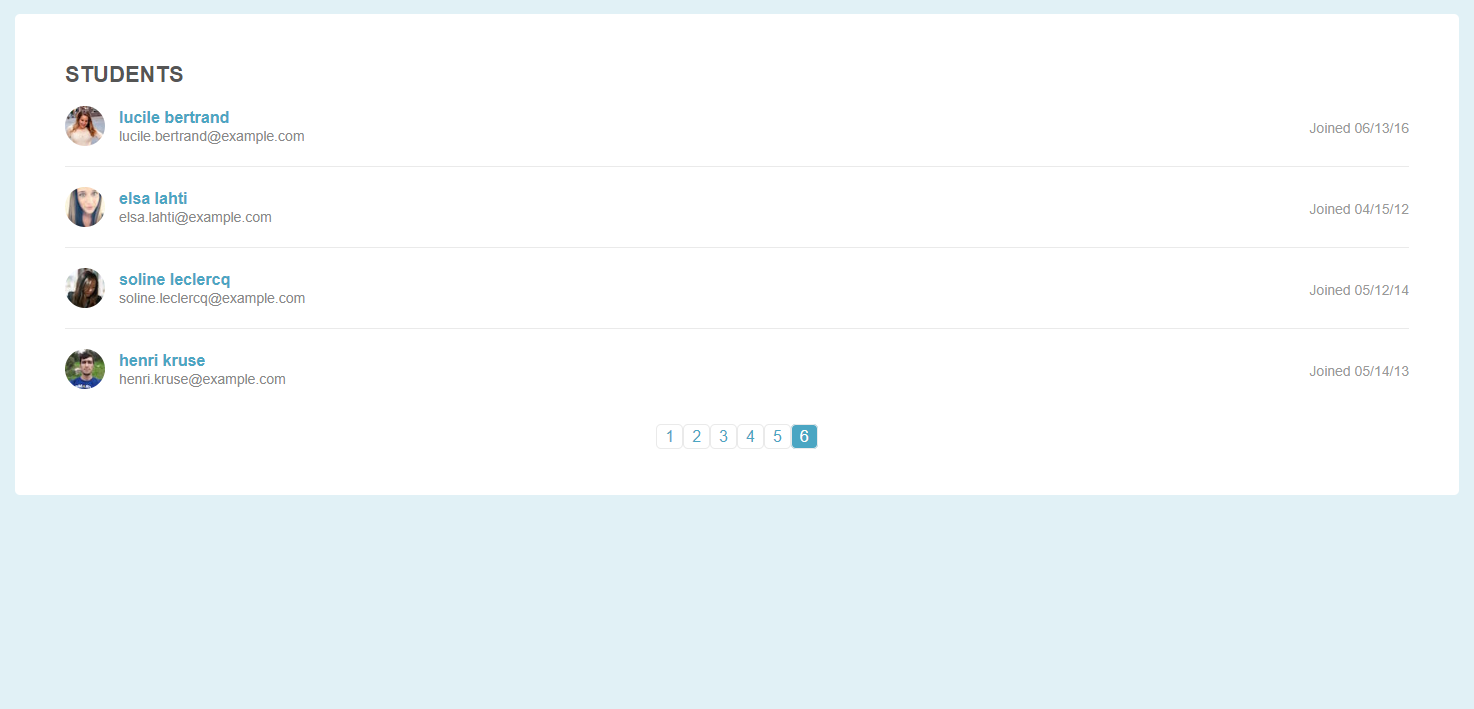 STUDENTS
lucile bertrand
lucile.bertrand@example.com
Joined 06/13/16
elsa lahti
elsa.lahti@example.com
Joined 04/15/12
soline leclercq
soline.leclercq@example.com
Joined 05/12/14
henri kruse
henri.kruse@example.com
Joined 05/14/13
1 2 3 4 5 6